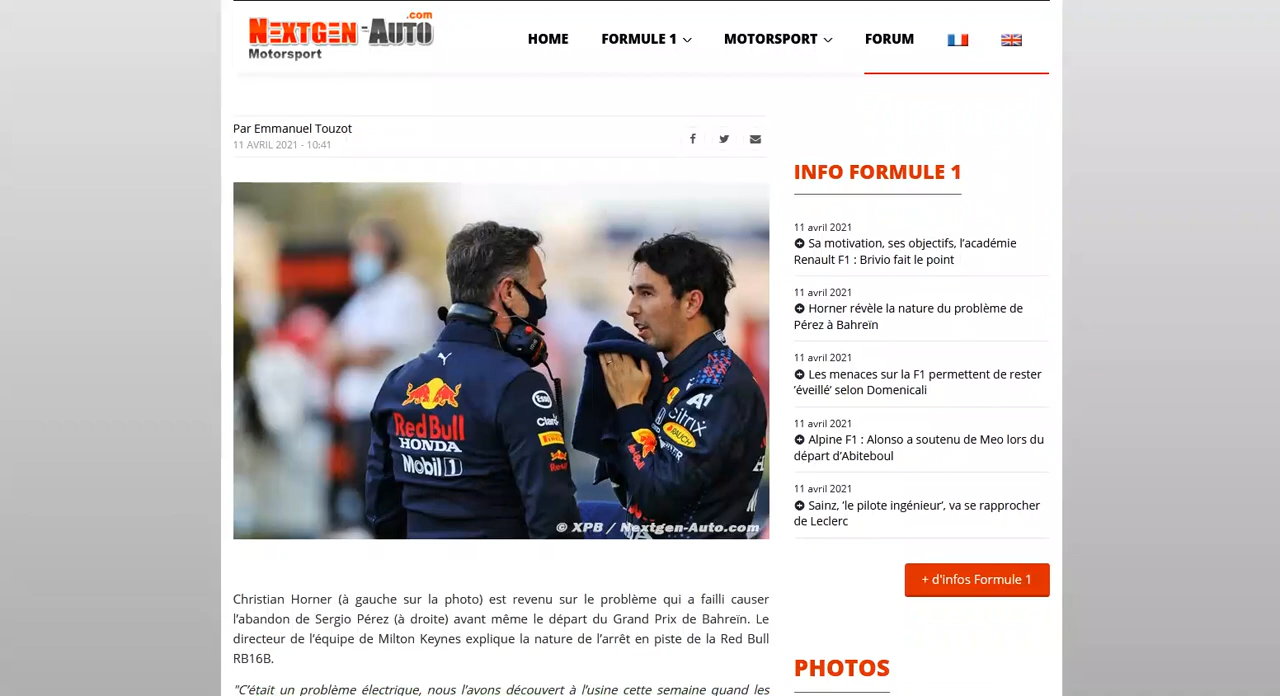 .com
NEXTGEN-AUTO
Motorsport
HOME
FORMULE 1
MOTORSPORT
FORUM
Par Emmanuel Touzot
11 AVRIL 2021 - 10:41
Red Bull
HONDA
Mobil 1
Esso
Claro
CITRIX
RAUCH
Red Bull
© XPB / Nextgen-Auto.com
Christian Horner (à gauche sur la photo) est revenu sur le problème qui a failli causer
l’abandon de Sergio Pérez (à droite) avant même le départ du Grand Prix de Bahreïn. Le
directeur de l’équipe de Milton Keynes explique la nature de l’arrêt en piste de la Red Bull
RB16B.
"C’était un problème électrique, nous l’avons découvert à l’usine cette semaine quand les
INFO FORMULE 1
11 avril 2021
Sa motivation, ses objectifs, l’académie
Renault F1 : Brivio fait le point
11 avril 2021
Horner révèle la nature du problème de
Pérez à Bahreïn
11 avril 2021
Les menaces sur la F1 permettent de rester
‘éveillé’ selon Domenicali
11 avril 2021
Alpine F1 : Alonso a soutenu de Meo lors du
départ d’Abiteboul
11 avril 2021
Sainz, ‘le pilote ingénieur’, va se rapprocher
de Leclerc
+ d'infos Formule 1
PHOTOS